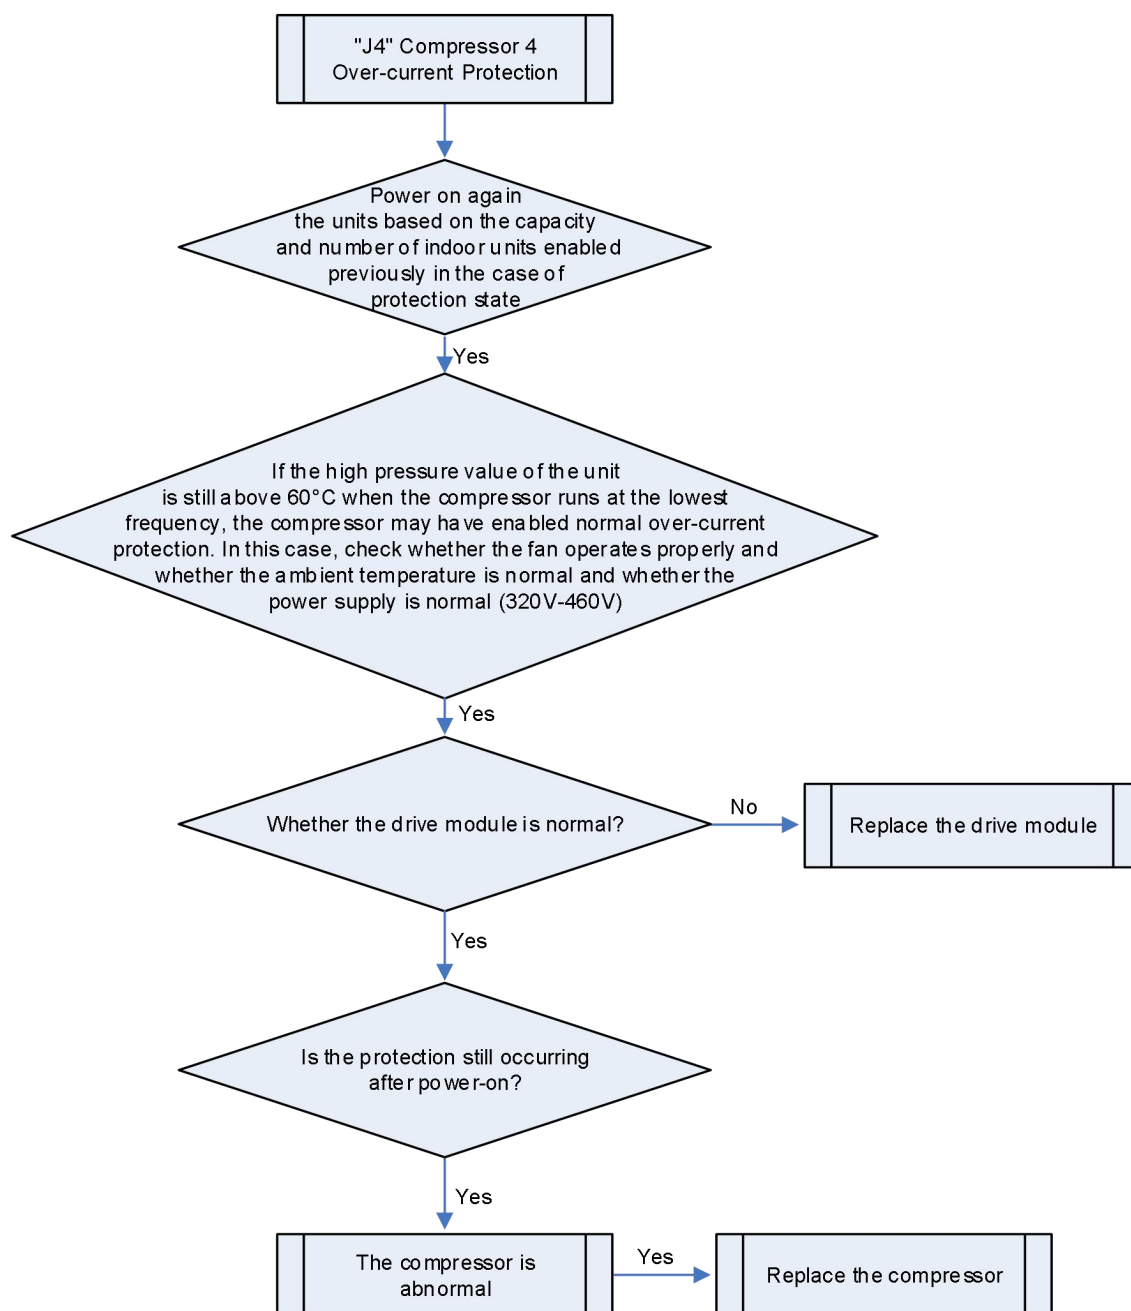 "J4" Compressor 4
Over-current Protection
Power on again
the units based on the capacity
and number of indoor units enabled
previously in the case of
protection state
Yes
If the high pressure value of the unit
is still above 60°C when the compressor runs at the lowest
frequency, the compressor may have enabled normal over-current
protection. In this case, check whether the fan operates properly and
whether the ambient temperature is normal and whether the
power supply is normal (320V-460V)
Yes
Whether the drive module is normal?
No
Replace the drive module
Yes
Is the protection still occurring
after power-on?
Yes
The compressor is
abnormal
Yes
Replace the compressor